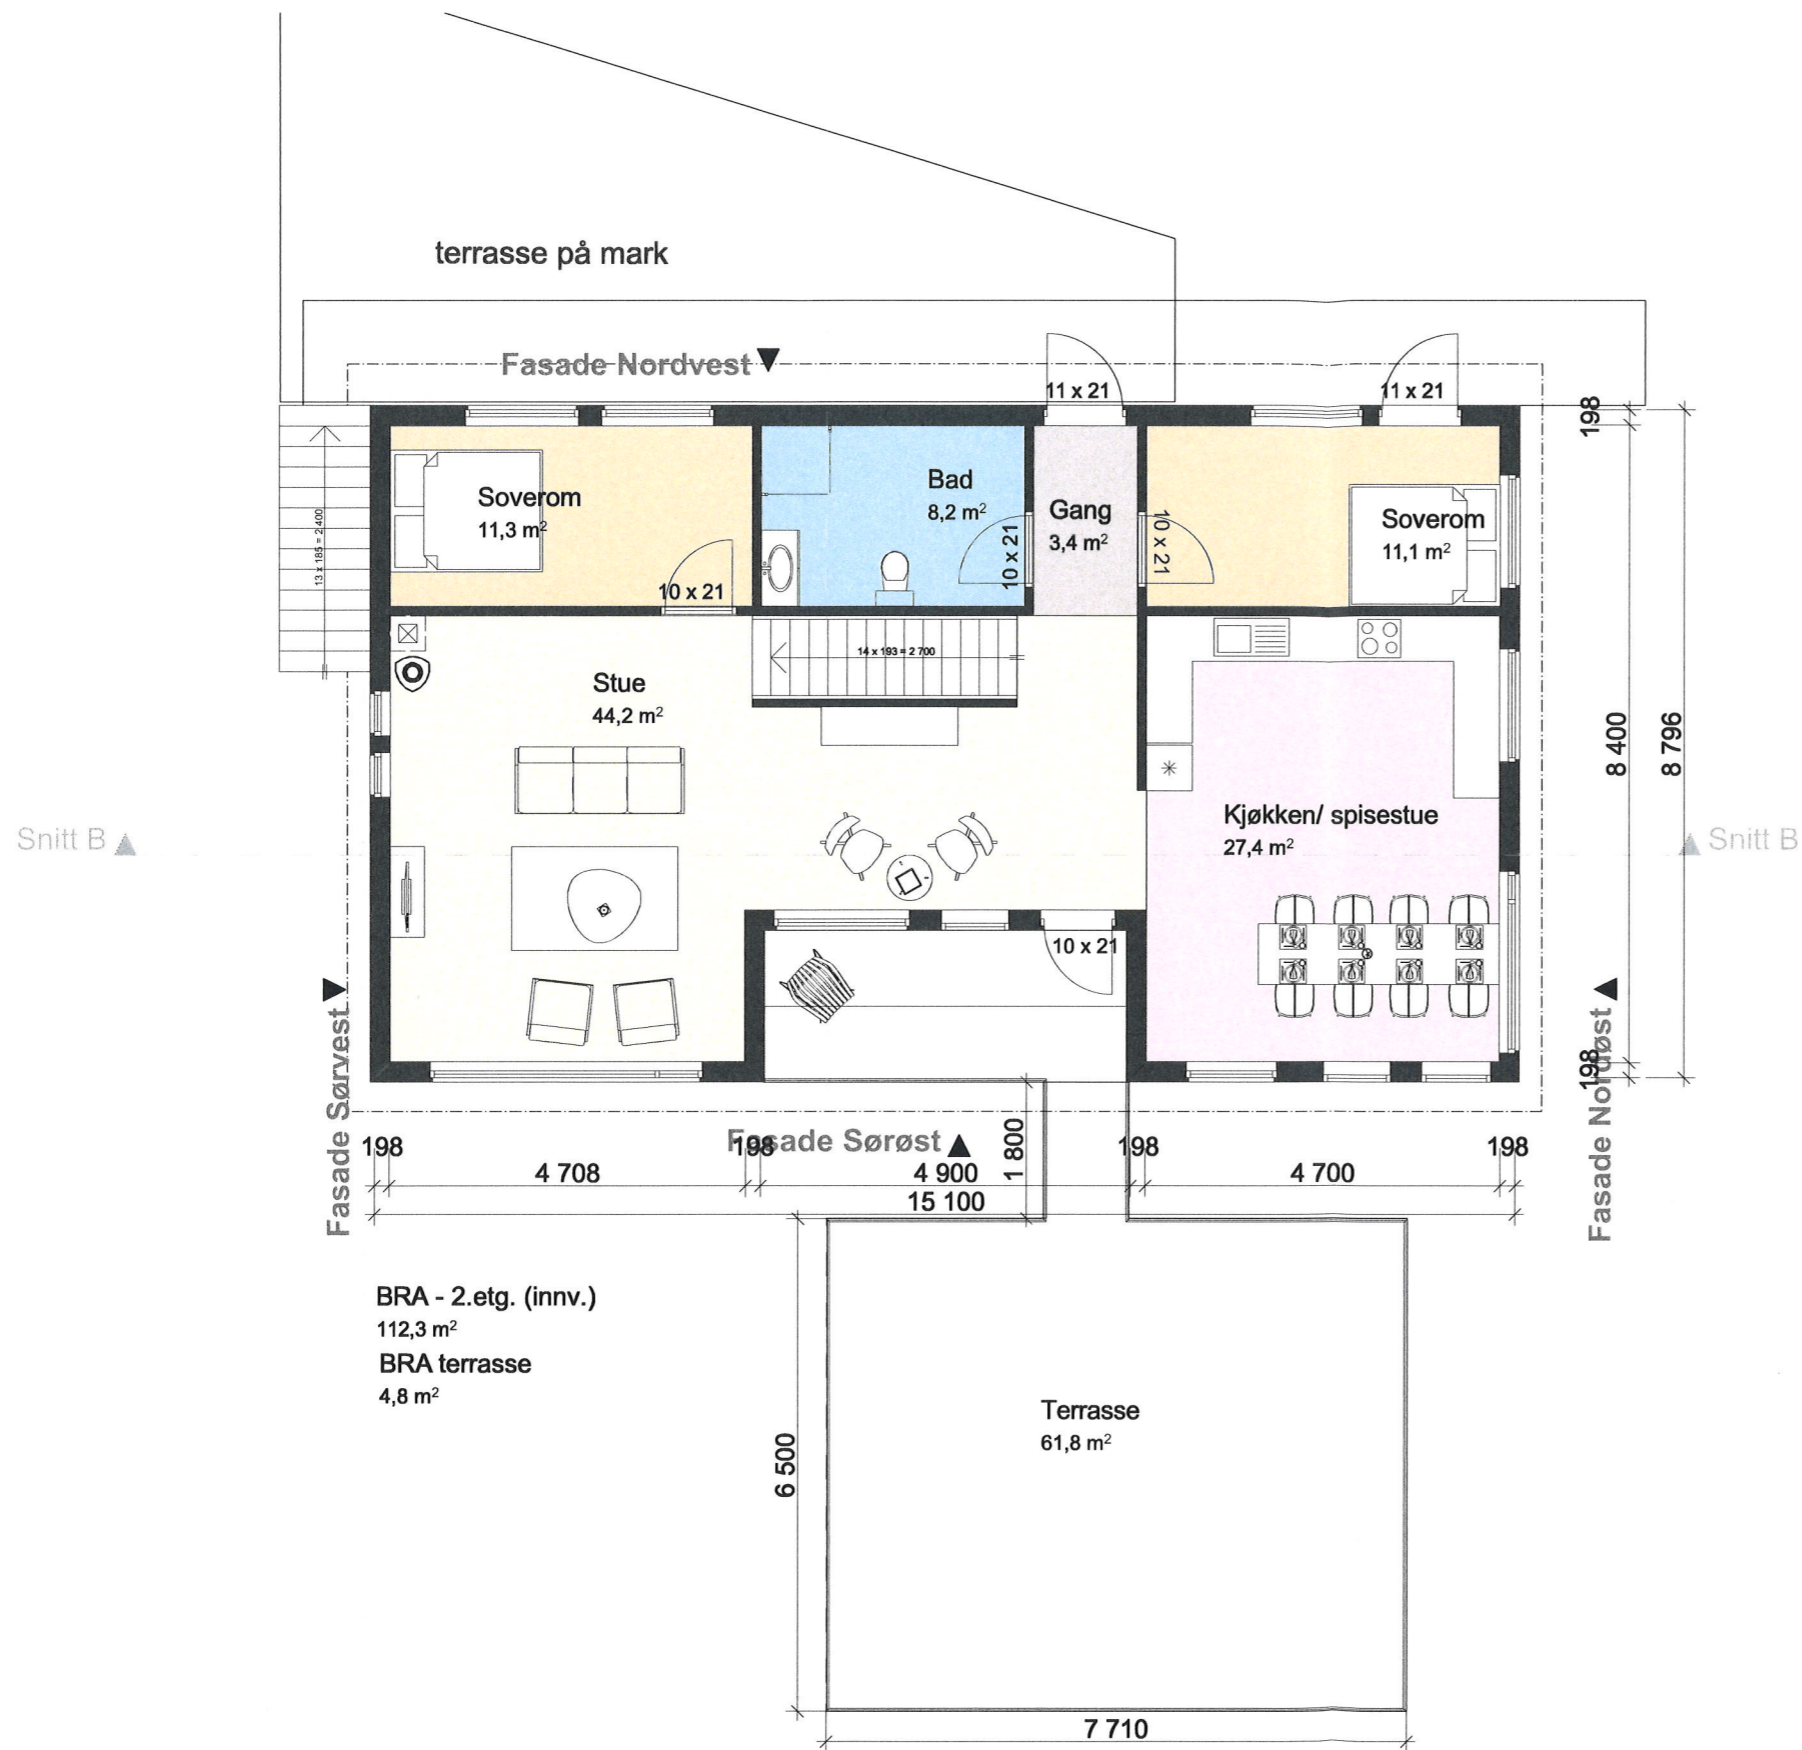 terrasse på mark
Fasade Nordvest
11 x 21
11 x 21
198
13 x 185 = 2 400
Soverom
11,3 m²
10 x 21
Bad
8,2 m²
10 x 21
Gang
3,4 m²
10 x 21
Soverom
11,1 m²
Stue
44,2 m²
14 x 193 = 2 700
8 400
8 796
Kjøkken/ spisestue
27,4 m²
Snitt B
Snitt B
10 x 21
Fasade Sørvest
198
Fasade Nordøst
Fasade Sørøst
198
198
1 800
198
198
4 708
4 900
4 700
15 100
BRA - 2.etg. (innv.)
112,3 m²
BRA terrasse
4,8 m²
6 500
Terrasse
61,8 m²
7 710